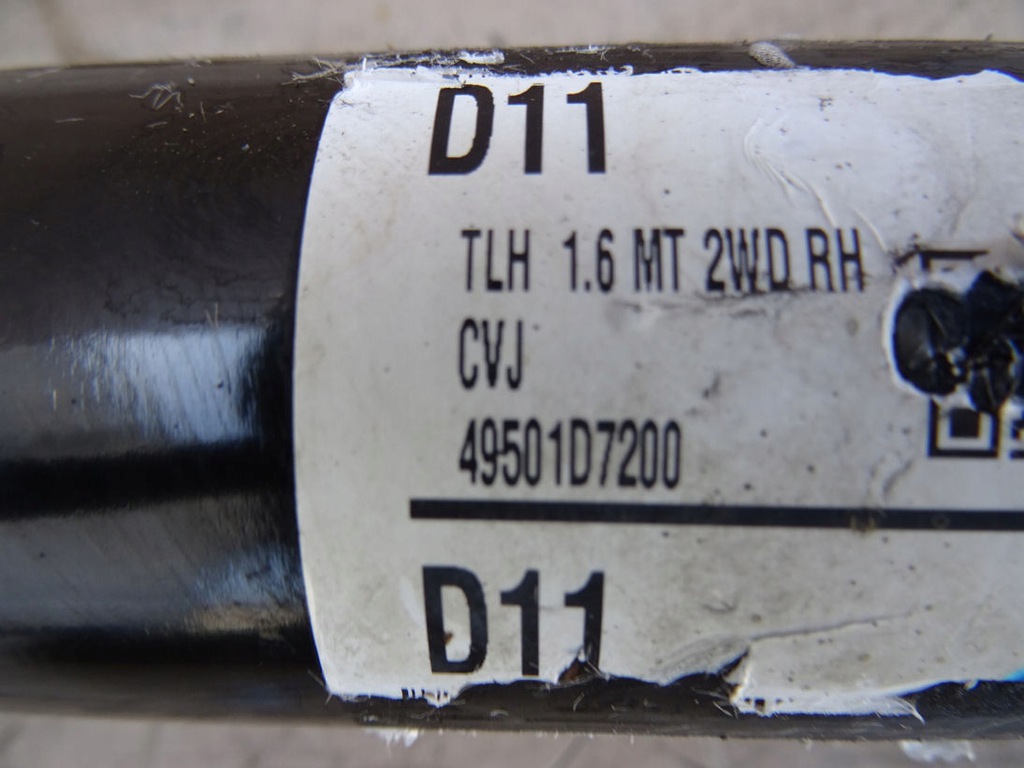 D11
TLH 1.6 MT 2WD RH
CVJ
49501D7200
D11